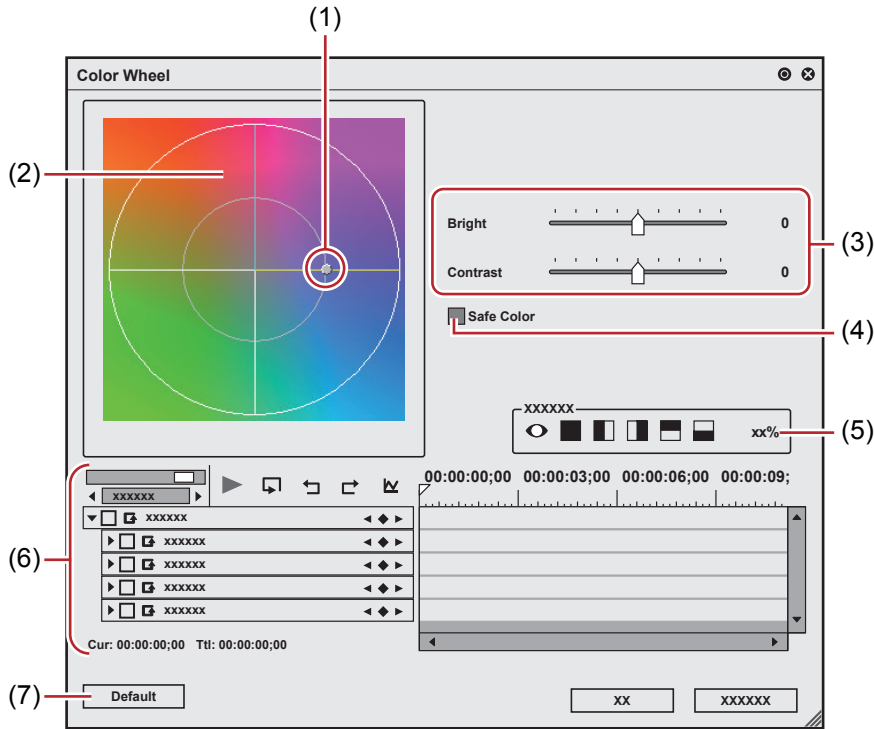 (1)
Color Wheel
(2)
Bright 0
(3)
Contrast 0
Safe Color
(4)
xxxxxx
xx%
(5)
00:00:00;00 00:00:03;00 00:00:06;00 00:00:09;
xxxxxx
xxxxxx
xxxxxx
(6)
xxxxxx
xxxxxx
xxxxxx
Cur: 00:00:00;00 Ttl: 00:00:00;00
(7)
Default
xx
xxxxxx